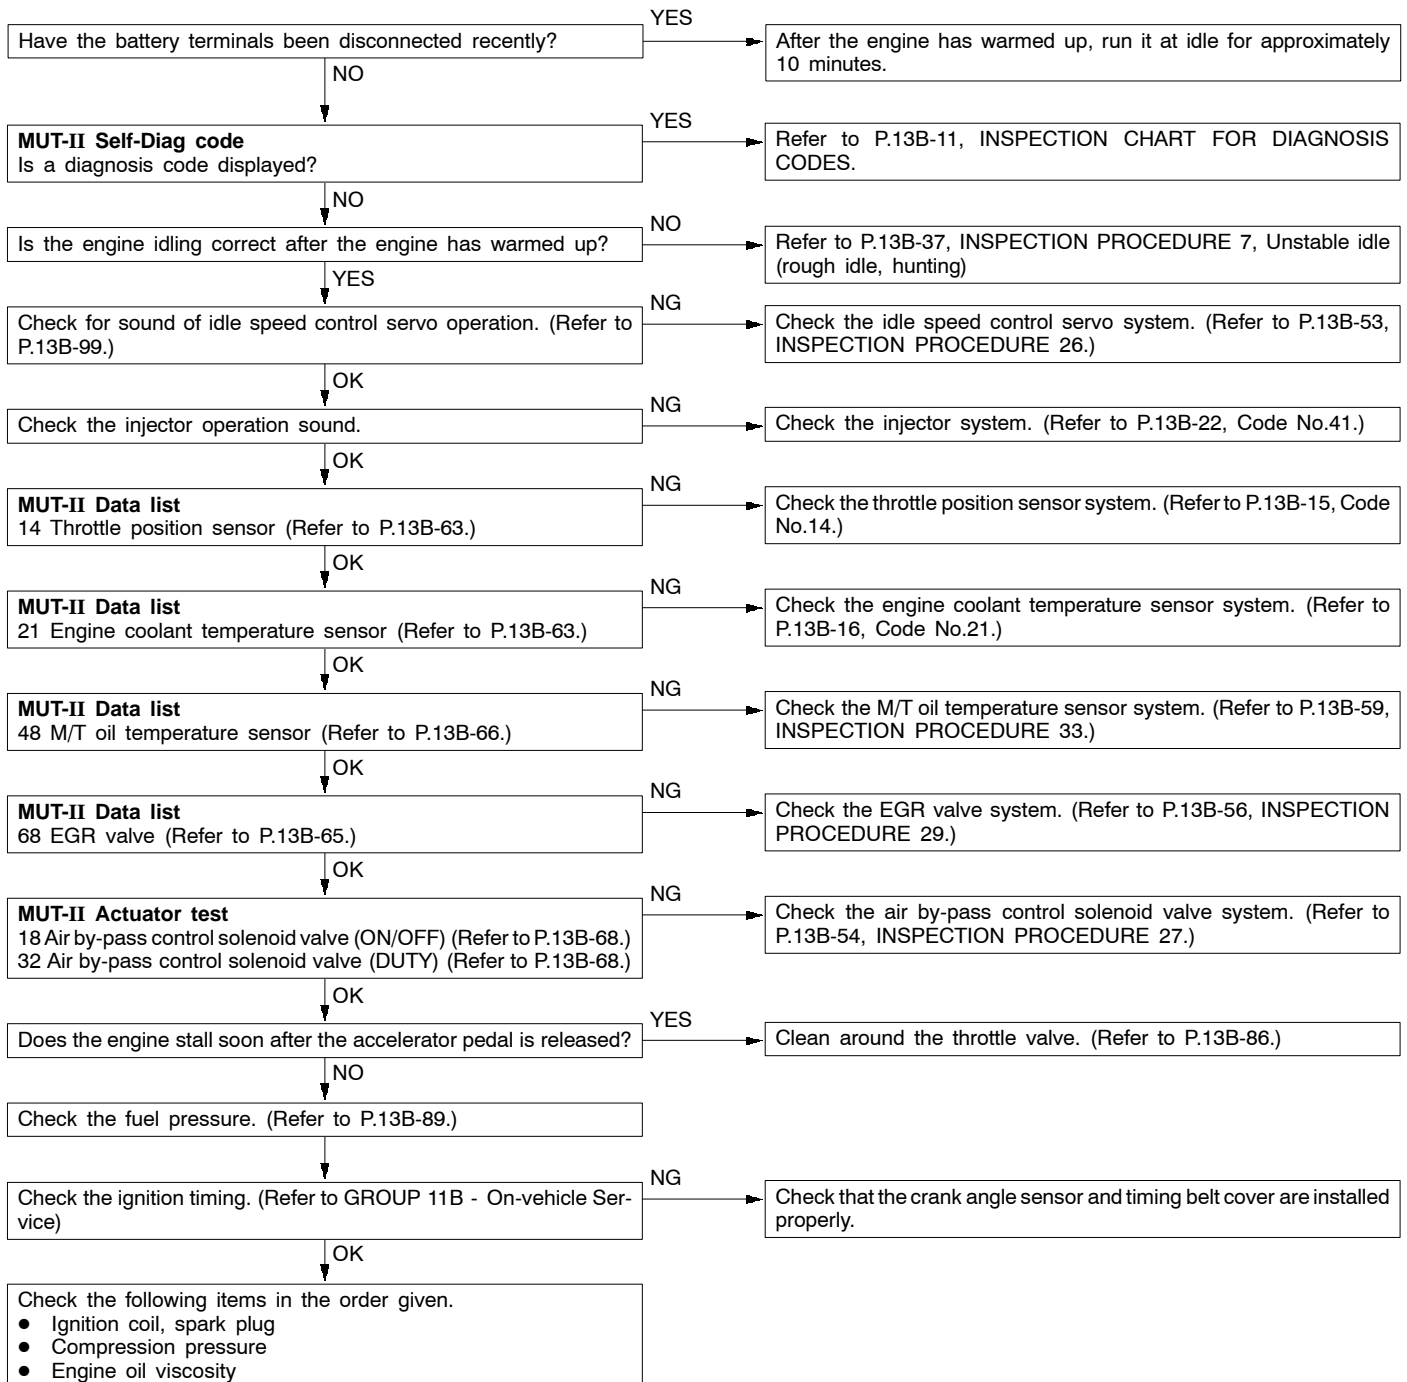 YES
Have the battery terminals been disconnected recently?
After the engine has warmed up, run it at idle for approximately
10 minutes.
NO
MUT-II Self-Diag code
Is a diagnosis code displayed?
YES
Refer to P.13B-11, INSPECTION CHART FOR DIAGNOSIS
CODES.
NO
Is the engine idling correct after the engine has warmed up?
NO
Refer to P.13B-37, INSPECTION PROCEDURE 7, Unstable idle
(rough idle, hunting)
YES
Check for sound of idle speed control servo operation. (Refer to
P.13B-99.)
NG
Check the idle speed control servo system. (Refer to P.13B-53,
INSPECTION PROCEDURE 26.)
OK
Check the injector operation sound.
NG
Check the injector system. (Refer to P.13B-22, Code No.41.)
OK
MUT-II Data list
14 Throttle position sensor (Refer to P.13B-63.)
NG
Check the throttle position sensor system. (Refer to P.13B-15, Code
No.14.)
OK
MUT-II Data list
21 Engine coolant temperature sensor (Refer to P.13B-63.)
NG
Check the engine coolant temperature sensor system. (Refer to
P.13B-16, Code No.21.)
OK
MUT-II Data list
48 M/T oil temperature sensor (Refer to P.13B-66.)
NG
Check the M/T oil temperature sensor system. (Refer to P.13B-59,
INSPECTION PROCEDURE 33.)
OK
MUT-II Data list
68 EGR valve (Refer to P.13B-65.)
NG
Check the EGR valve system. (Refer to P.13B-56, INSPECTION
PROCEDURE 29.)
OK
MUT-II Actuator test
18 Air by-pass control solenoid valve (ON/OFF) (Refer to P.13B-68.)
32 Air by-pass control solenoid valve (DUTY) (Refer to P.13B-68.)
NG
Check the air by-pass control solenoid valve system. (Refer to
P.13B-54, INSPECTION PROCEDURE 27.)
OK
Does the engine stall soon after the accelerator pedal is released?
YES
Clean around the throttle valve. (Refer to P.13B-86.)
NO
Check the fuel pressure. (Refer to P.13B-89.)
Check the ignition timing. (Refer to GROUP 11B - On-vehicle Ser-
vice)
NG
Check that the crank angle sensor and timing belt cover are installed
properly.
OK
Check the following items in the order given.
● Ignition coil, spark plug
● Compression pressure
● Engine oil viscosity